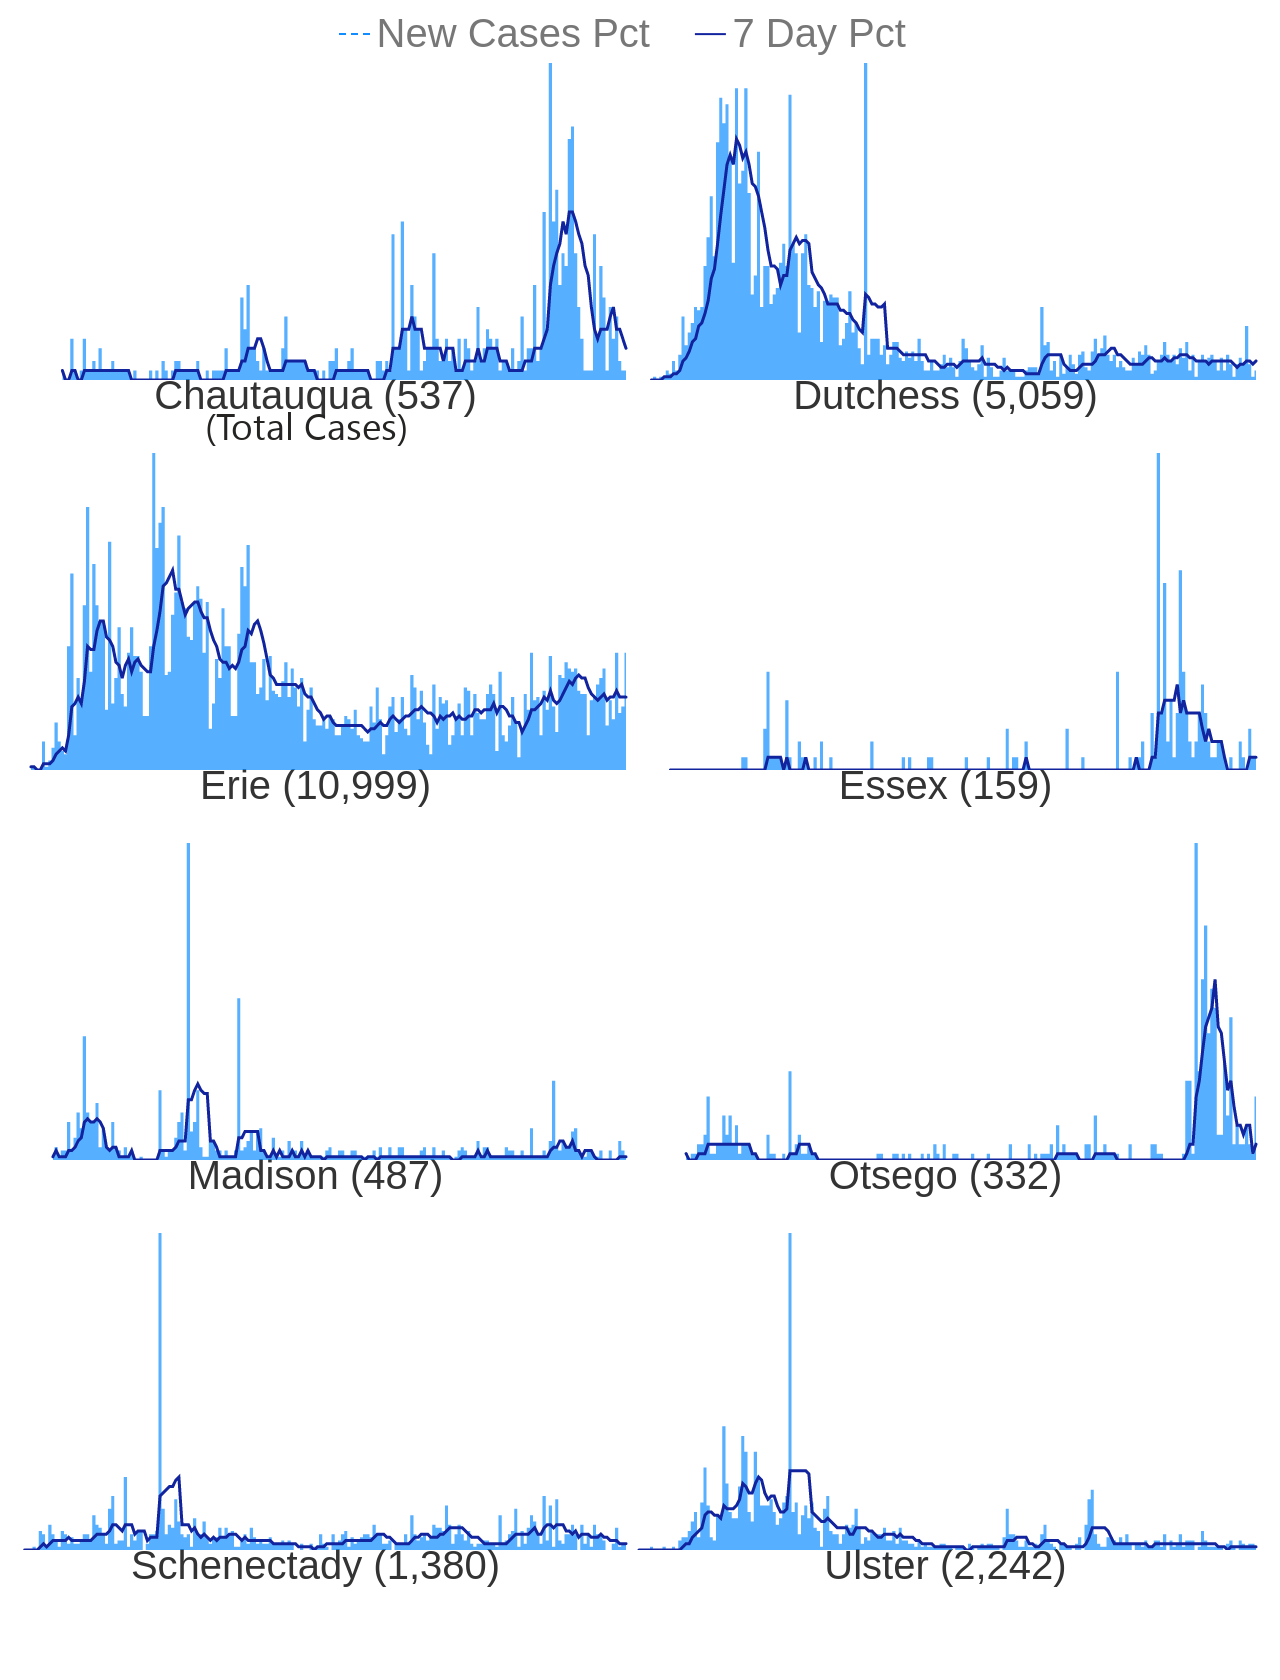 New Cases Pct 7 Day Pct
Chautauqua (537) Dutchess (5,059)
(Total Cases)
Erie (10,999) Essex (159)
Madison (487) Otsego (332)
Schenectady (1,380) Ulster (2,242)